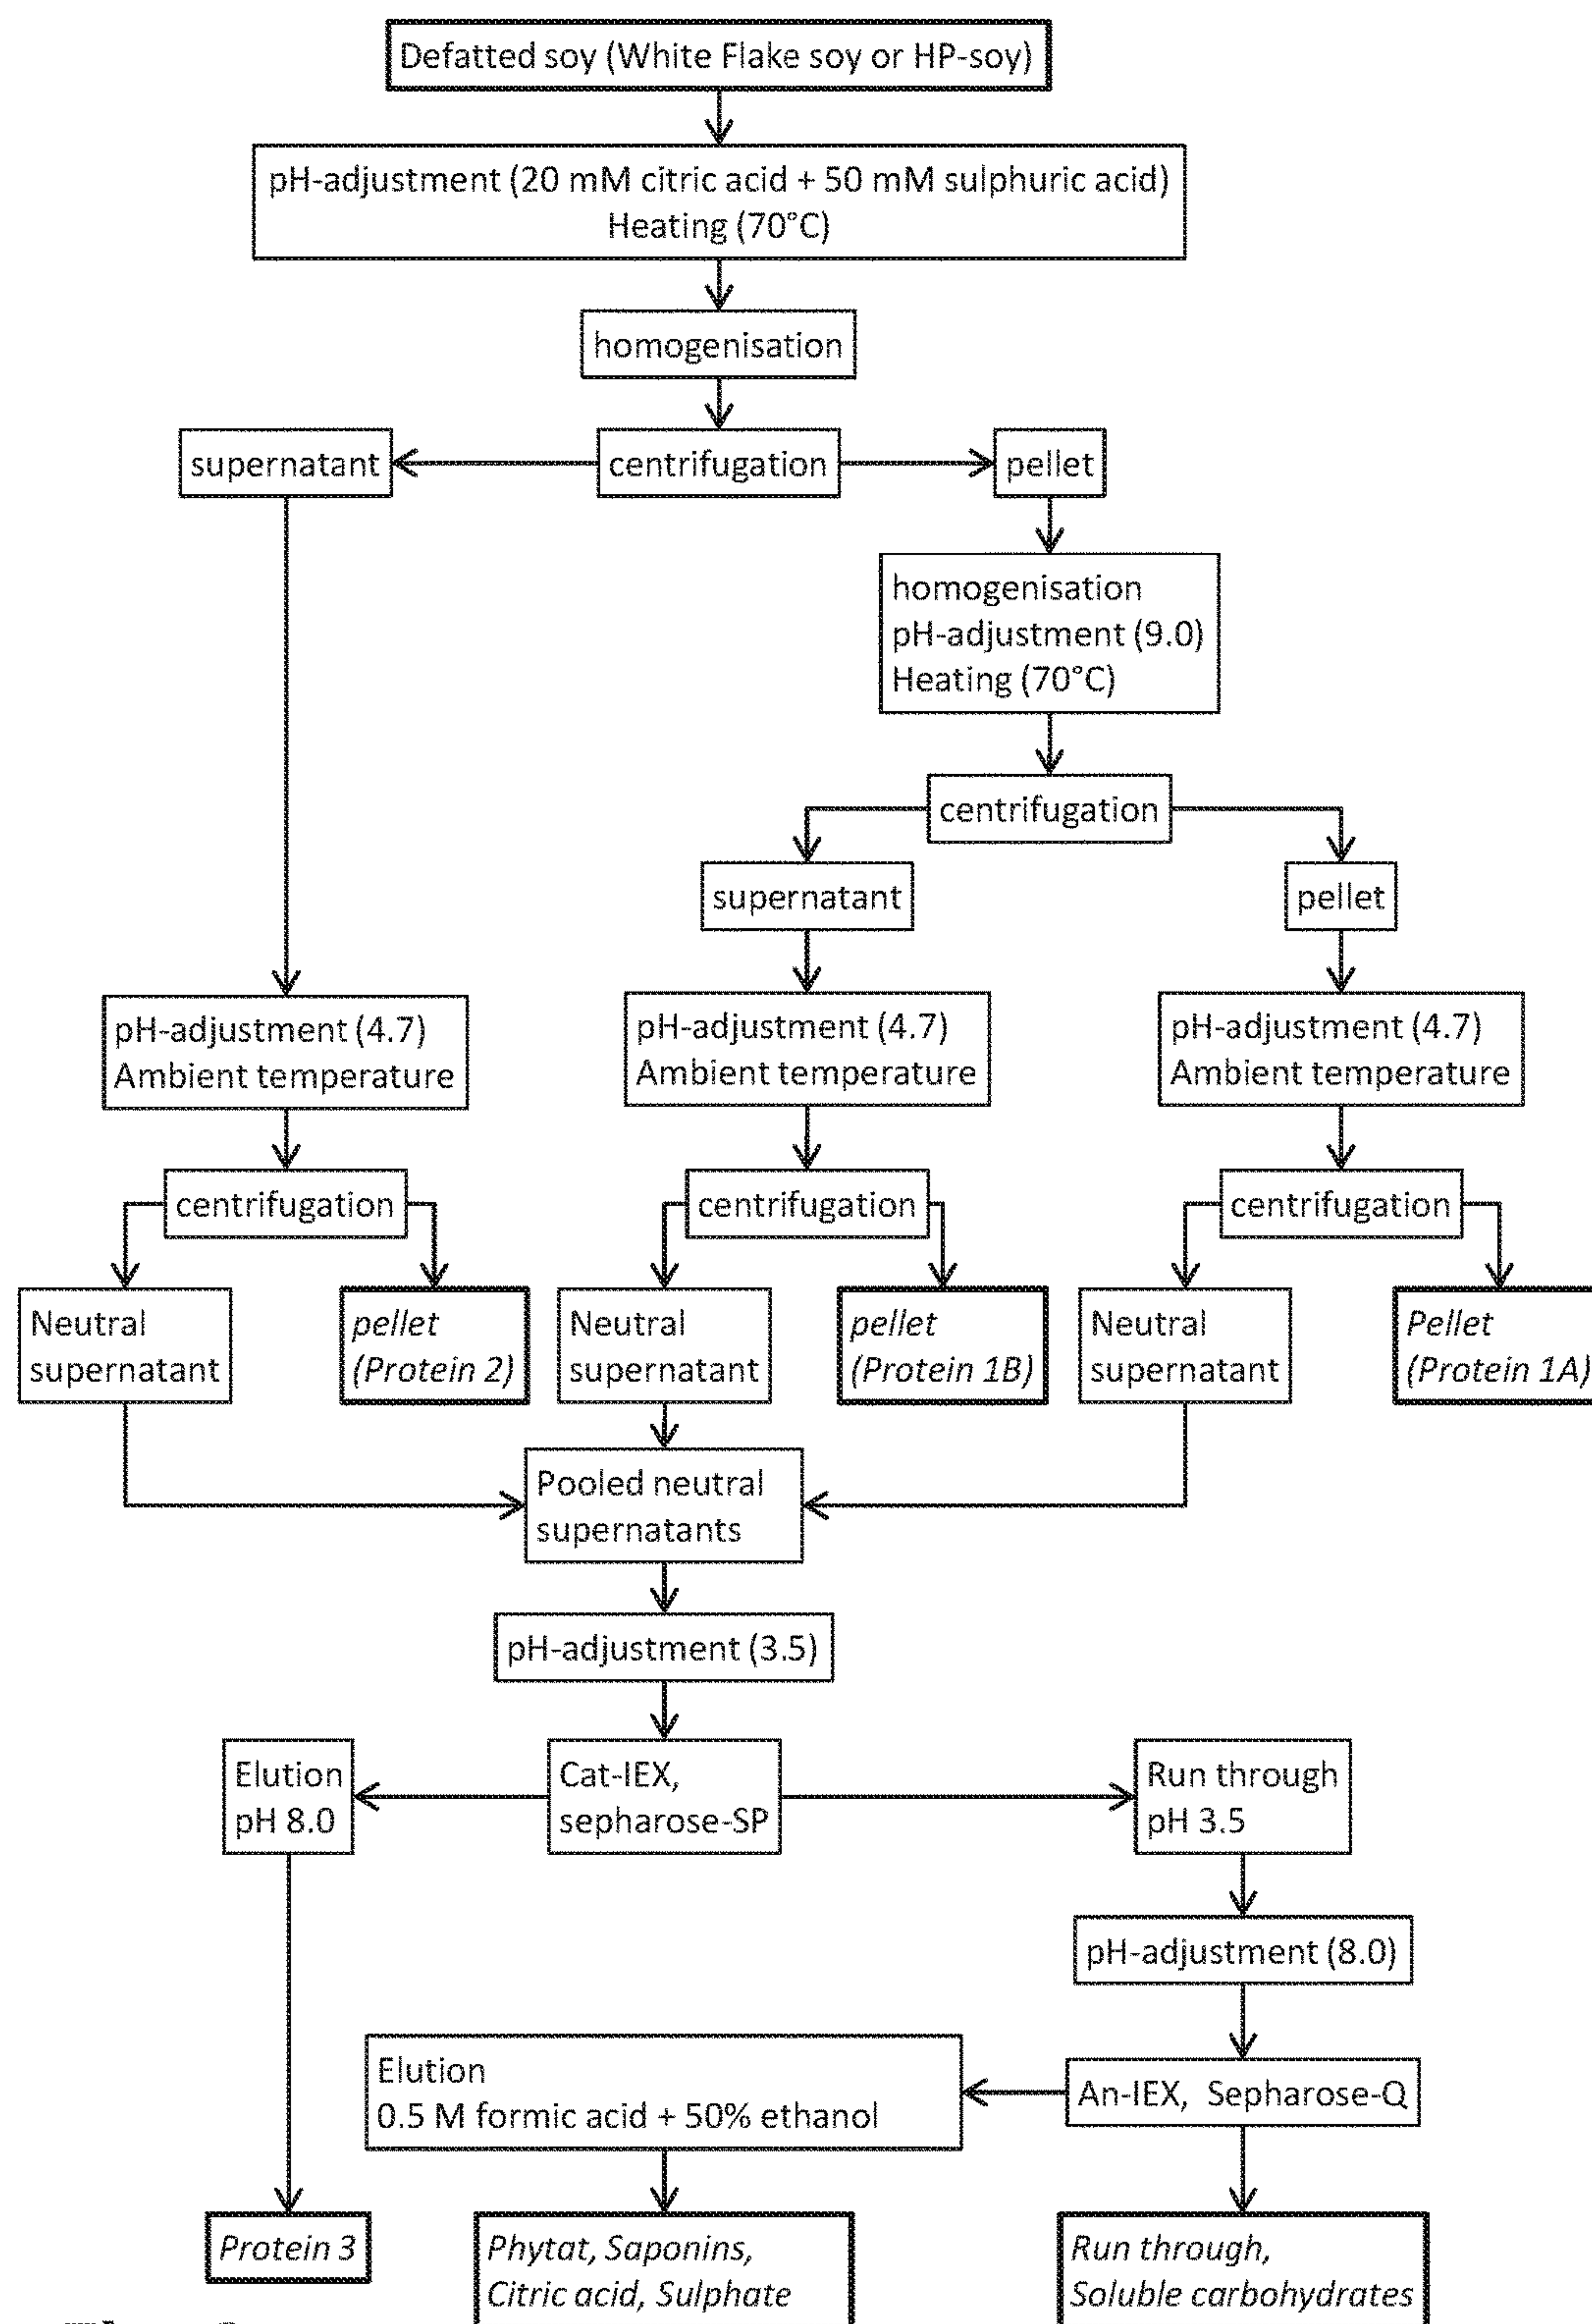 Defatted soy (White Flake soy or HP-soy)
pH-adjustment (20 mM citric acid + 50 mM sulphuric acid)
Heating (70°C)
homogenisation
supernatant
centrifugation
pellet
homogenisation
pH-adjustment (9.0)
Heating (70°C)
centrifugation
supernatant
pellet
pH-adjustment (4.7)
Ambient temperature
pH-adjustment (4.7)
Ambient temperature
pH-adjustment (4.7)
Ambient temperature
centrifugation
centrifugation
centrifugation
Neutral
supernatant
pellet
(Protein 2)
Neutral
supernatant
pellet
(Protein 1B)
Neutral
supernatant
Pellet
(Protein 1A)
Pooled neutral
supernatants
pH-adjustment (3.5)
Elution
pH 8.0
Cat-IEX,
sepharose-SP
Run through
pH 3.5
pH-adjustment (8.0)
Elution
0.5 M formic acid + 50% ethanol
An-IEX, Sepharose-Q
Protein 3
Phytat, Saponins,
Citric acid, Sulphate
Run through,
Soluble carbohydrates